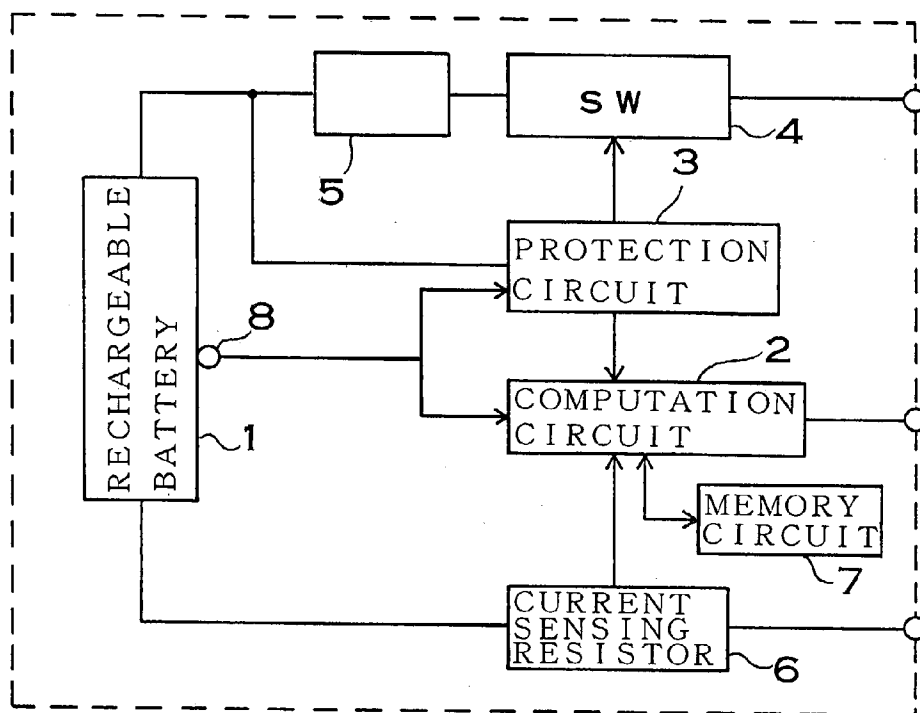 SW
4
5
3
PROTECTION
CIRCUIT
RECHARGEABLE
BATTERY
8
1
2
COMPUTATION
CIRCUIT
MEMORY
CIRCUIT
7
CURRENT
SENSING
RESISTOR
6